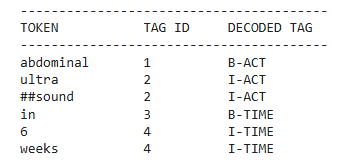 ---------------------------------------
TOKEN TAG ID DECODED TAG
---------------------------------------
abdominal 1 B-ACT
ultra 2 I-ACT
##sound 2 I-ACT
in 3 B-TIME
6 4 I-TIME
weeks 4 I-TIME